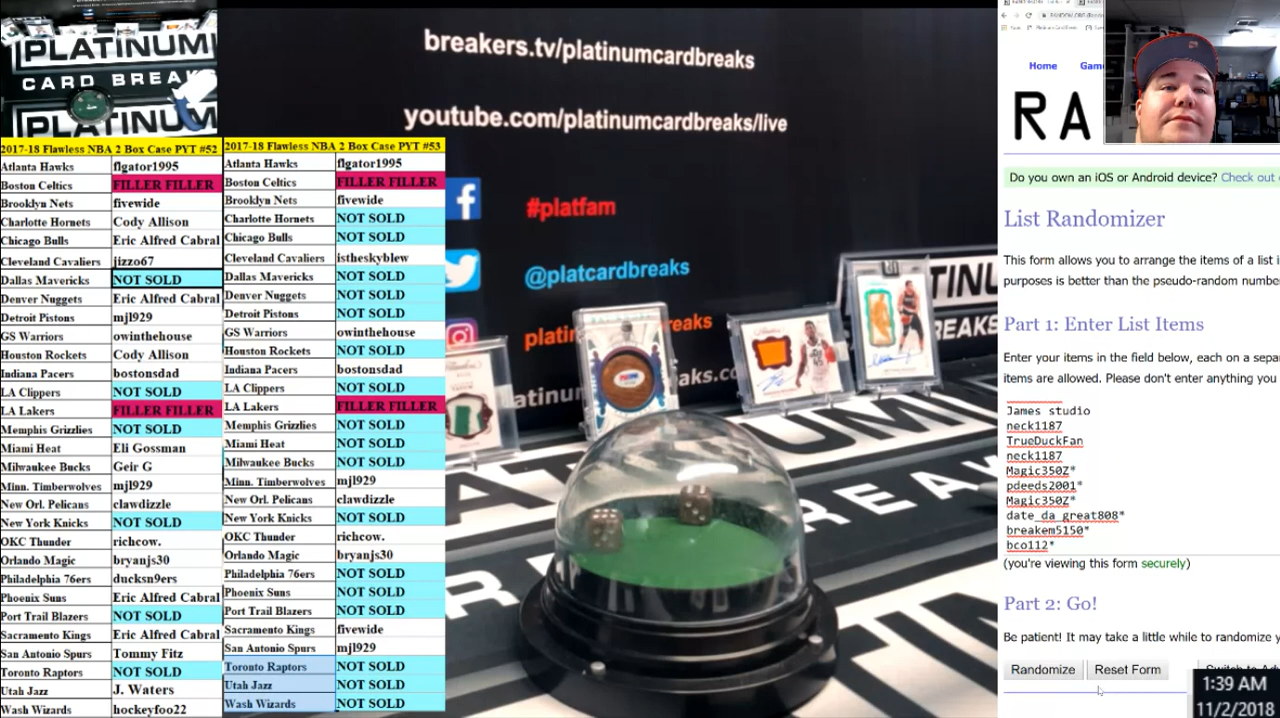 PLATINUM
CARD BREAKS
PLATINUM
breakers.tv/platinumcardbreaks
youtube.com/platinumcardbreaks/live
#platfam
@platcardbreaks
2017-18 Flawless NBA 2 Box Case PYT #52
Atlanta Hawks flgator1995
Boston Celtics FILLER FILLER
Brooklyn Nets fivewide
Charlotte Hornets Cody Allison
Chicago Bulls Eric Alfred Cabral
Cleveland Cavaliers jizzo67
Dallas Mavericks NOT SOLD
Denver Nuggets Eric Alfred Cabral
Detroit Pistons mjl929
GS Warriors owinthehouse
Houston Rockets Cody Allison
Indiana Pacers bostonsdad
LA Clippers NOT SOLD
LA Lakers FILLER FILLER
Memphis Grizzlies NOT SOLD
Miami Heat Eli Gossman
Milwaukee Bucks Geir G
Minn. Timberwolves mjl929
New Orl. Pelicans clawdizzle
New York Knicks NOT SOLD
OKC Thunder richcow.
Orlando Magic bryanjs30
Philadelphia 76ers ducksn9ers
Phoenix Suns Eric Alfred Cabral
Port Trail Blazers NOT SOLD
Sacramento Kings Eric Alfred Cabral
San Antonio Spurs Tommy Fitz
Toronto Raptors NOT SOLD
Utah Jazz J. Waters
Wash Wizards hockeyfoo22
2017-18 Flawless NBA 2 Box Case PYT #53
Atlanta Hawks flgator1995
Boston Celtics FILLER FILLER
Brooklyn Nets fivewide
Charlotte Hornets NOT SOLD
Chicago Bulls NOT SOLD
Cleveland Cavaliers istheskyblew
Dallas Mavericks NOT SOLD
Denver Nuggets NOT SOLD
Detroit Pistons NOT SOLD
GS Warriors owinthehouse
Houston Rockets NOT SOLD
Indiana Pacers bostonsdad
LA Clippers NOT SOLD
LA Lakers FILLER FILLER
Memphis Grizzlies NOT SOLD
Miami Heat NOT SOLD
Milwaukee Bucks NOT SOLD
Minn. Timberwolves mjl929
New Orl. Pelicans clawdizzle
New York Knicks NOT SOLD
OKC Thunder richcow.
Orlando Magic bryanjs30
Philadelphia 76ers NOT SOLD
Phoenix Suns NOT SOLD
Port Trail Blazers NOT SOLD
Sacramento Kings fivewide
San Antonio Spurs mjl929
Toronto Raptors NOT SOLD
Utah Jazz NOT SOLD
Wash Wizards NOT SOLD
Home Gam
RA
Do you own an iOS or Android device? Check out
List Randomizer
This form allows you to arrange the items of a list i
purposes is better than the pseudo-random number
Part 1: Enter List Items
Enter your items in the field below, each on a sepa
items are allowed. Please don't enter anything you
James studio
neck1187
TrueDuckFan
neck1187
Magic350Z*
pdeeds2001*
Magic350Z*
date_da_great808*
breakem5150*
bco112*
(you're viewing this form securely)
Part 2: Go!
Be patient! It may take a little while to randomize
Randomize Reset Form
1:39 AM
11/2/2018